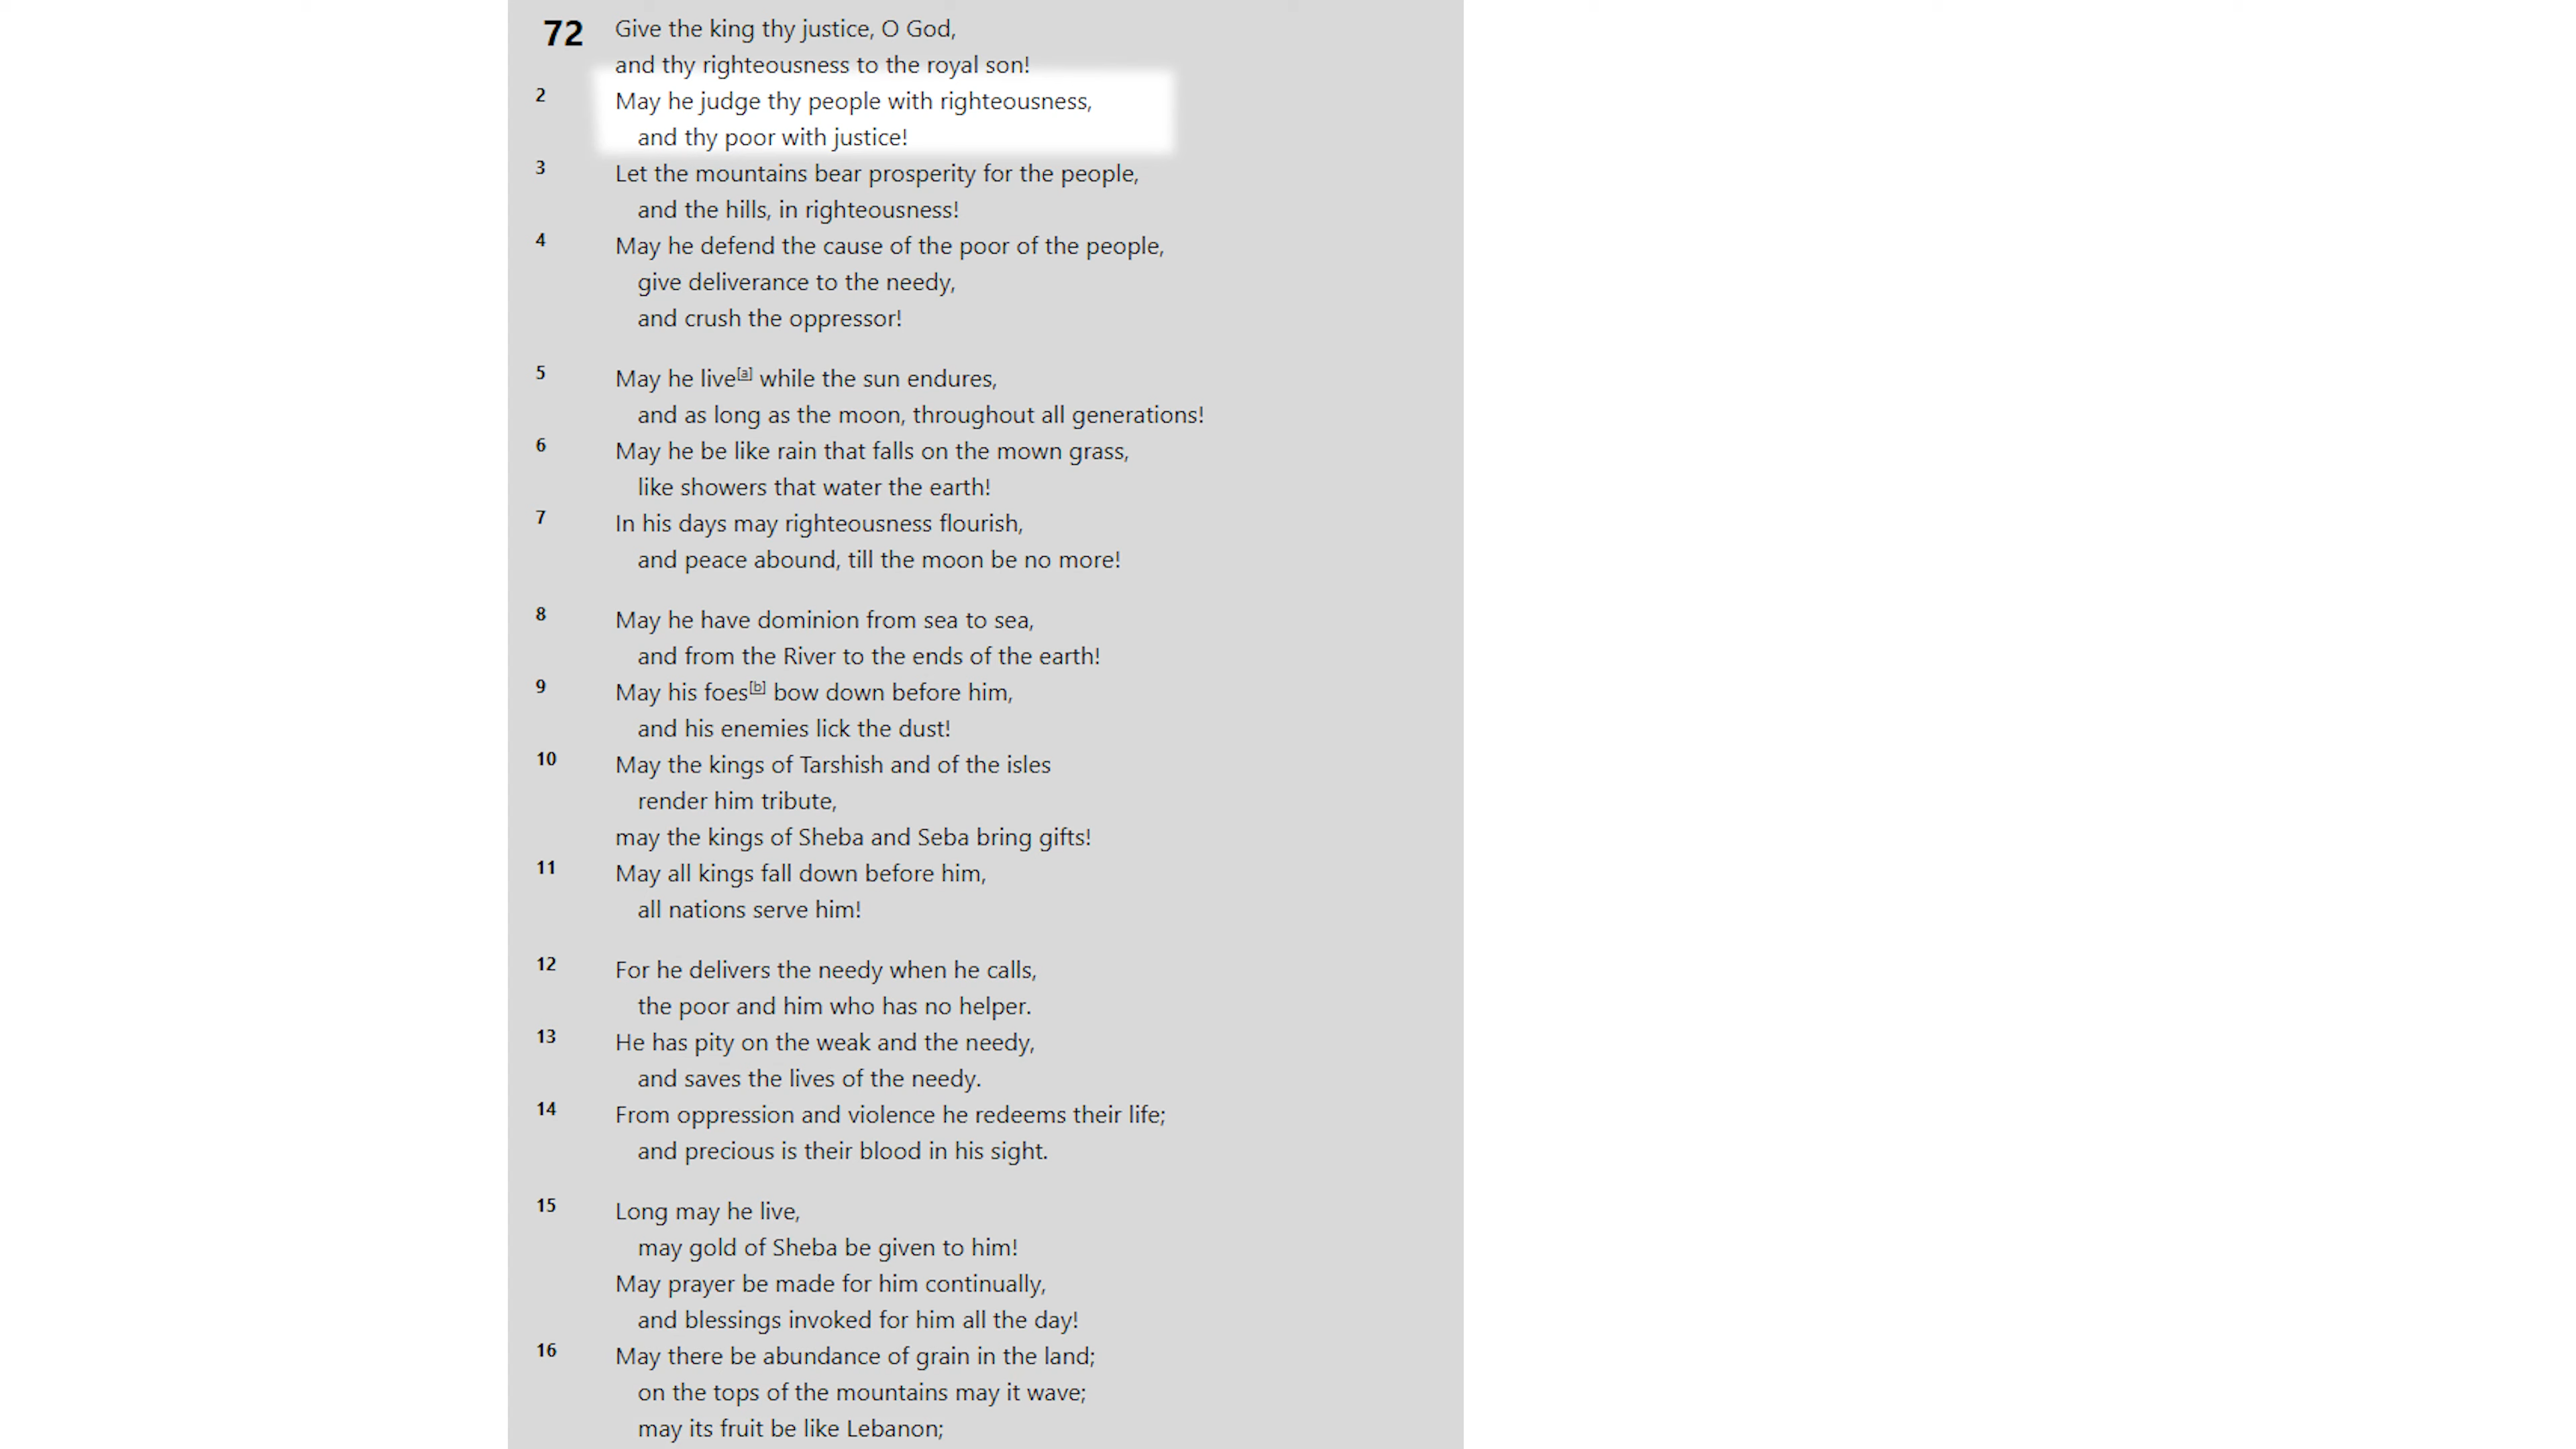 72 Give the king thy justice, O God,
and thy righteousness to the royal son!
2 May he judge thy people with righteousness,
and thy poor with justice!
3 Let the mountains bear prosperity for the people,
and the hills, in righteousness!
4 May he defend the cause of the poor of the people,
give deliverance to the needy,
and crush the oppressor!
5 May he live[a] while the sun endures,
and as long as the moon, throughout all generations!
6 May he be like rain that falls on the mown grass,
like showers that water the earth!
7 In his days may righteousness flourish,
and peace abound, till the moon be no more!
8 May he have dominion from sea to sea,
and from the River to the ends of the earth!
9 May his foes[b] bow down before him,
and his enemies lick the dust!
10 May the kings of Tarshish and of the isles
render him tribute,
may the kings of Sheba and Seba bring gifts!
11 May all kings fall down before him,
all nations serve him!
12 For he delivers the needy when he calls,
the poor and him who has no helper.
13 He has pity on the weak and the needy,
and saves the lives of the needy.
14 From oppression and violence he redeems their life;
and precious is their blood in his sight.
15 Long may he live,
may gold of Sheba be given to him!
May prayer be made for him continually,
and blessings invoked for him all the day!
16 May there be abundance of grain in the land;
on the tops of the mountains may it wave;
may its fruit be like Lebanon;